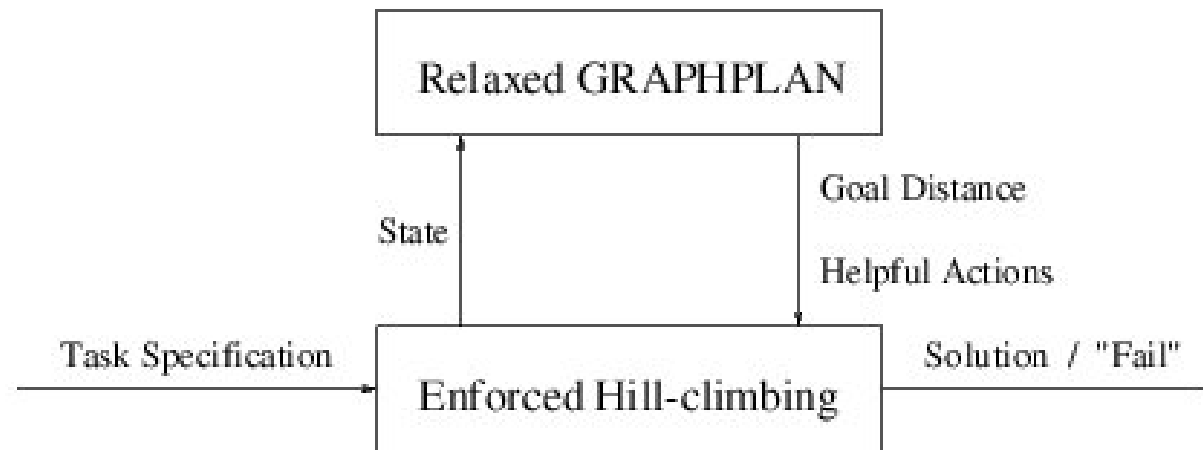 Relaxed GRAPHPLAN
Goal Distance
State
Helpful Actions
Task Specification
Solution / "Fail"
Enforced Hill-climbing